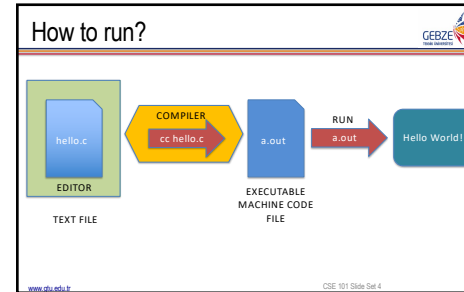 How to run?
GEBZE
hello.c
EDITOR
TEXT FILE
COMPILER
cc hello.c
a.out
EXECUTABLE
MACHINE CODE
FILE
RUN
a.out
Hello World!
www.gtu.edu.tr
CSE 101 Slide Set 4